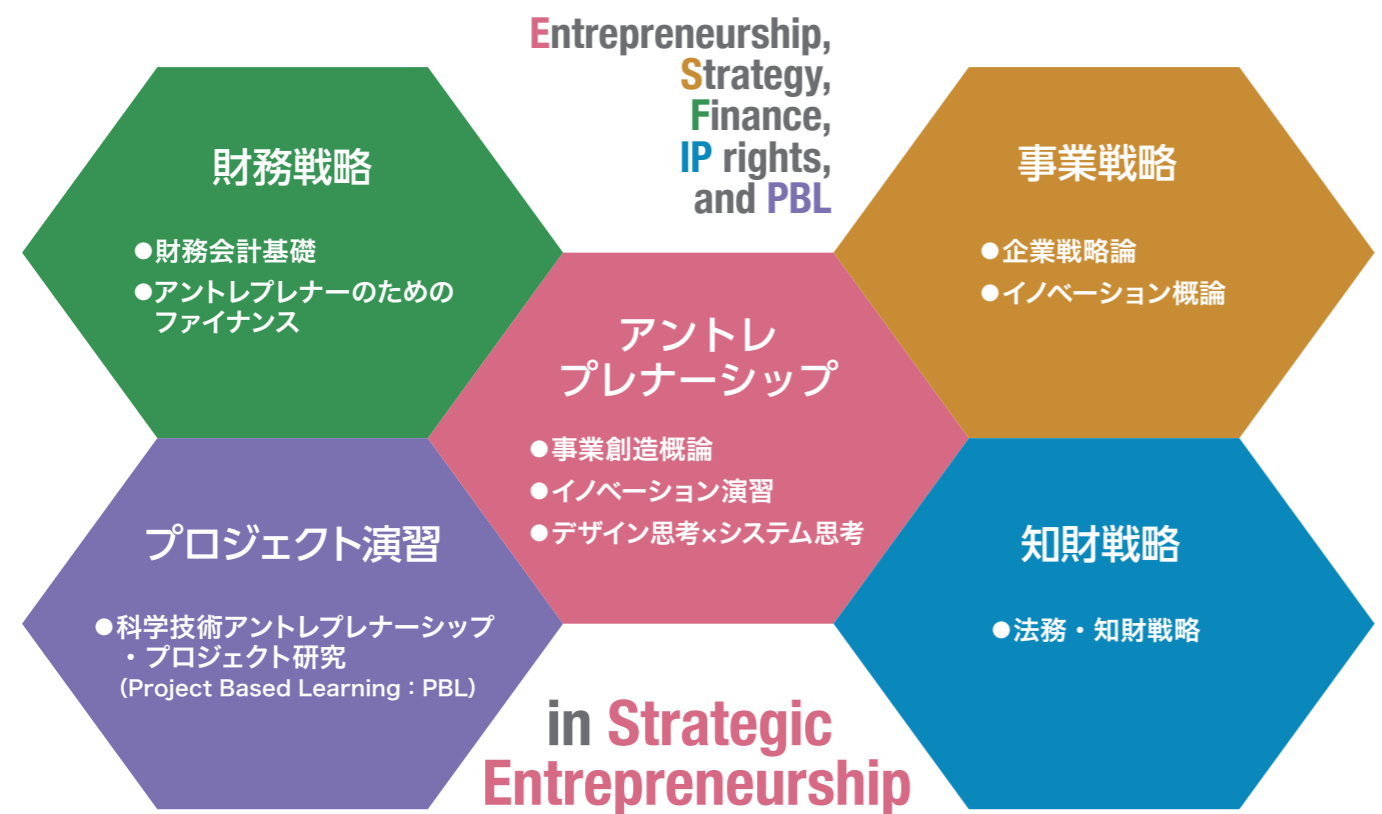 Entrepreneurship,
Strategy,
Finance,
IP rights,
and PBL
財務戦略
●財務会計基礎
●アントレプレナーのための
ファイナンス
事業戦略
●企業戦略論
●イノベーション概論
アントレ
プレナーシップ
●事業創造概論
●イノベーション演習
●デザイン思考×システム思考
プロジェクト演習
●科学技術アントレプレナーシップ
・プロジェクト研究
（Project Based Learning：PBL）
知財戦略
●法務・知財戦略
in Strategic
Entrepreneurship